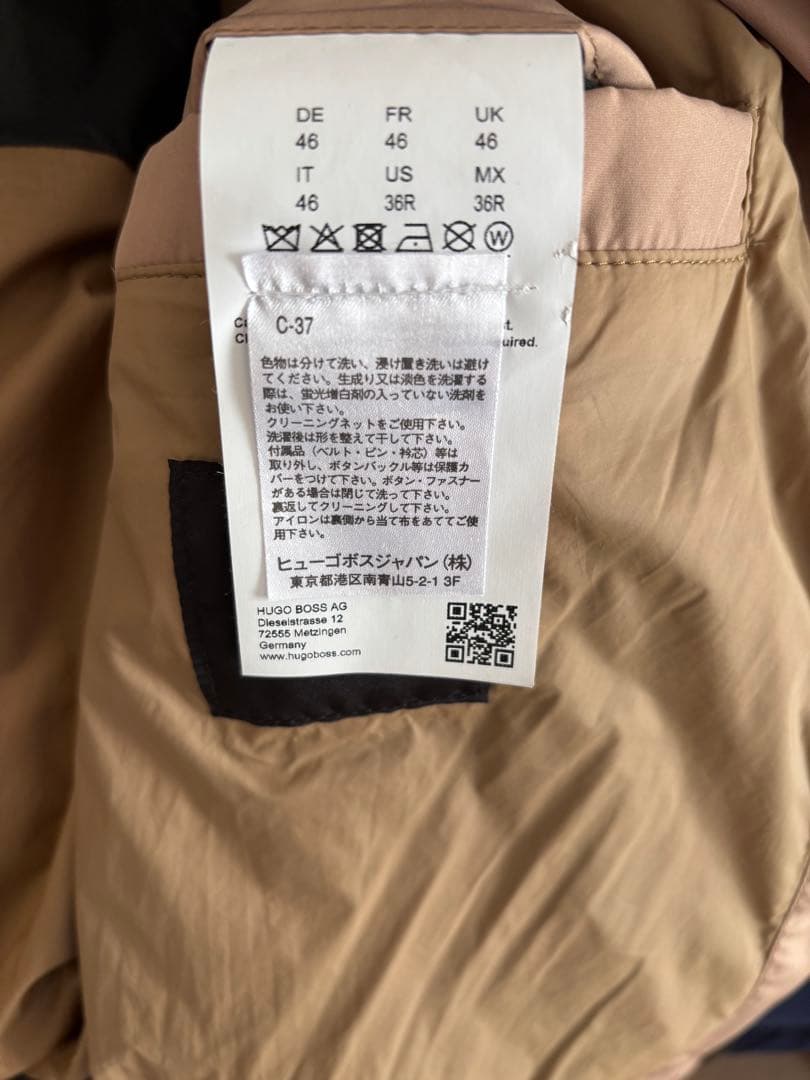 DE FR UK
46 46 46
IT US MX
46 36R 36R
W
C-37
uired.
色物は分けて洗い、浸け置き洗いは避け
てください。生成り又は淡色を洗濯する
際は、蛍光増白剤の入っていない洗剤を
お使い下さい。
クリーニングネットをご使用下さい。
洗濯後は形を整えて干して下さい。
付属品（ベルト・ピン・衿芯）等は
取り外し、ボタンバックル等は保護カ
バーをつけて下さい。ボタン・ファスナー
がある場合は閉じて洗って下さい。
裏返してクリーニングして下さい。
アイロンは裏側から当て布をあててご使
用下さい。
ヒューゴボスジャパン(株)
東京都港区南青山5-2-1 3F
HUGO BOSS AG
Dieselstrasse 12
72555 Metzingen
Germany
www.hugoboss.com